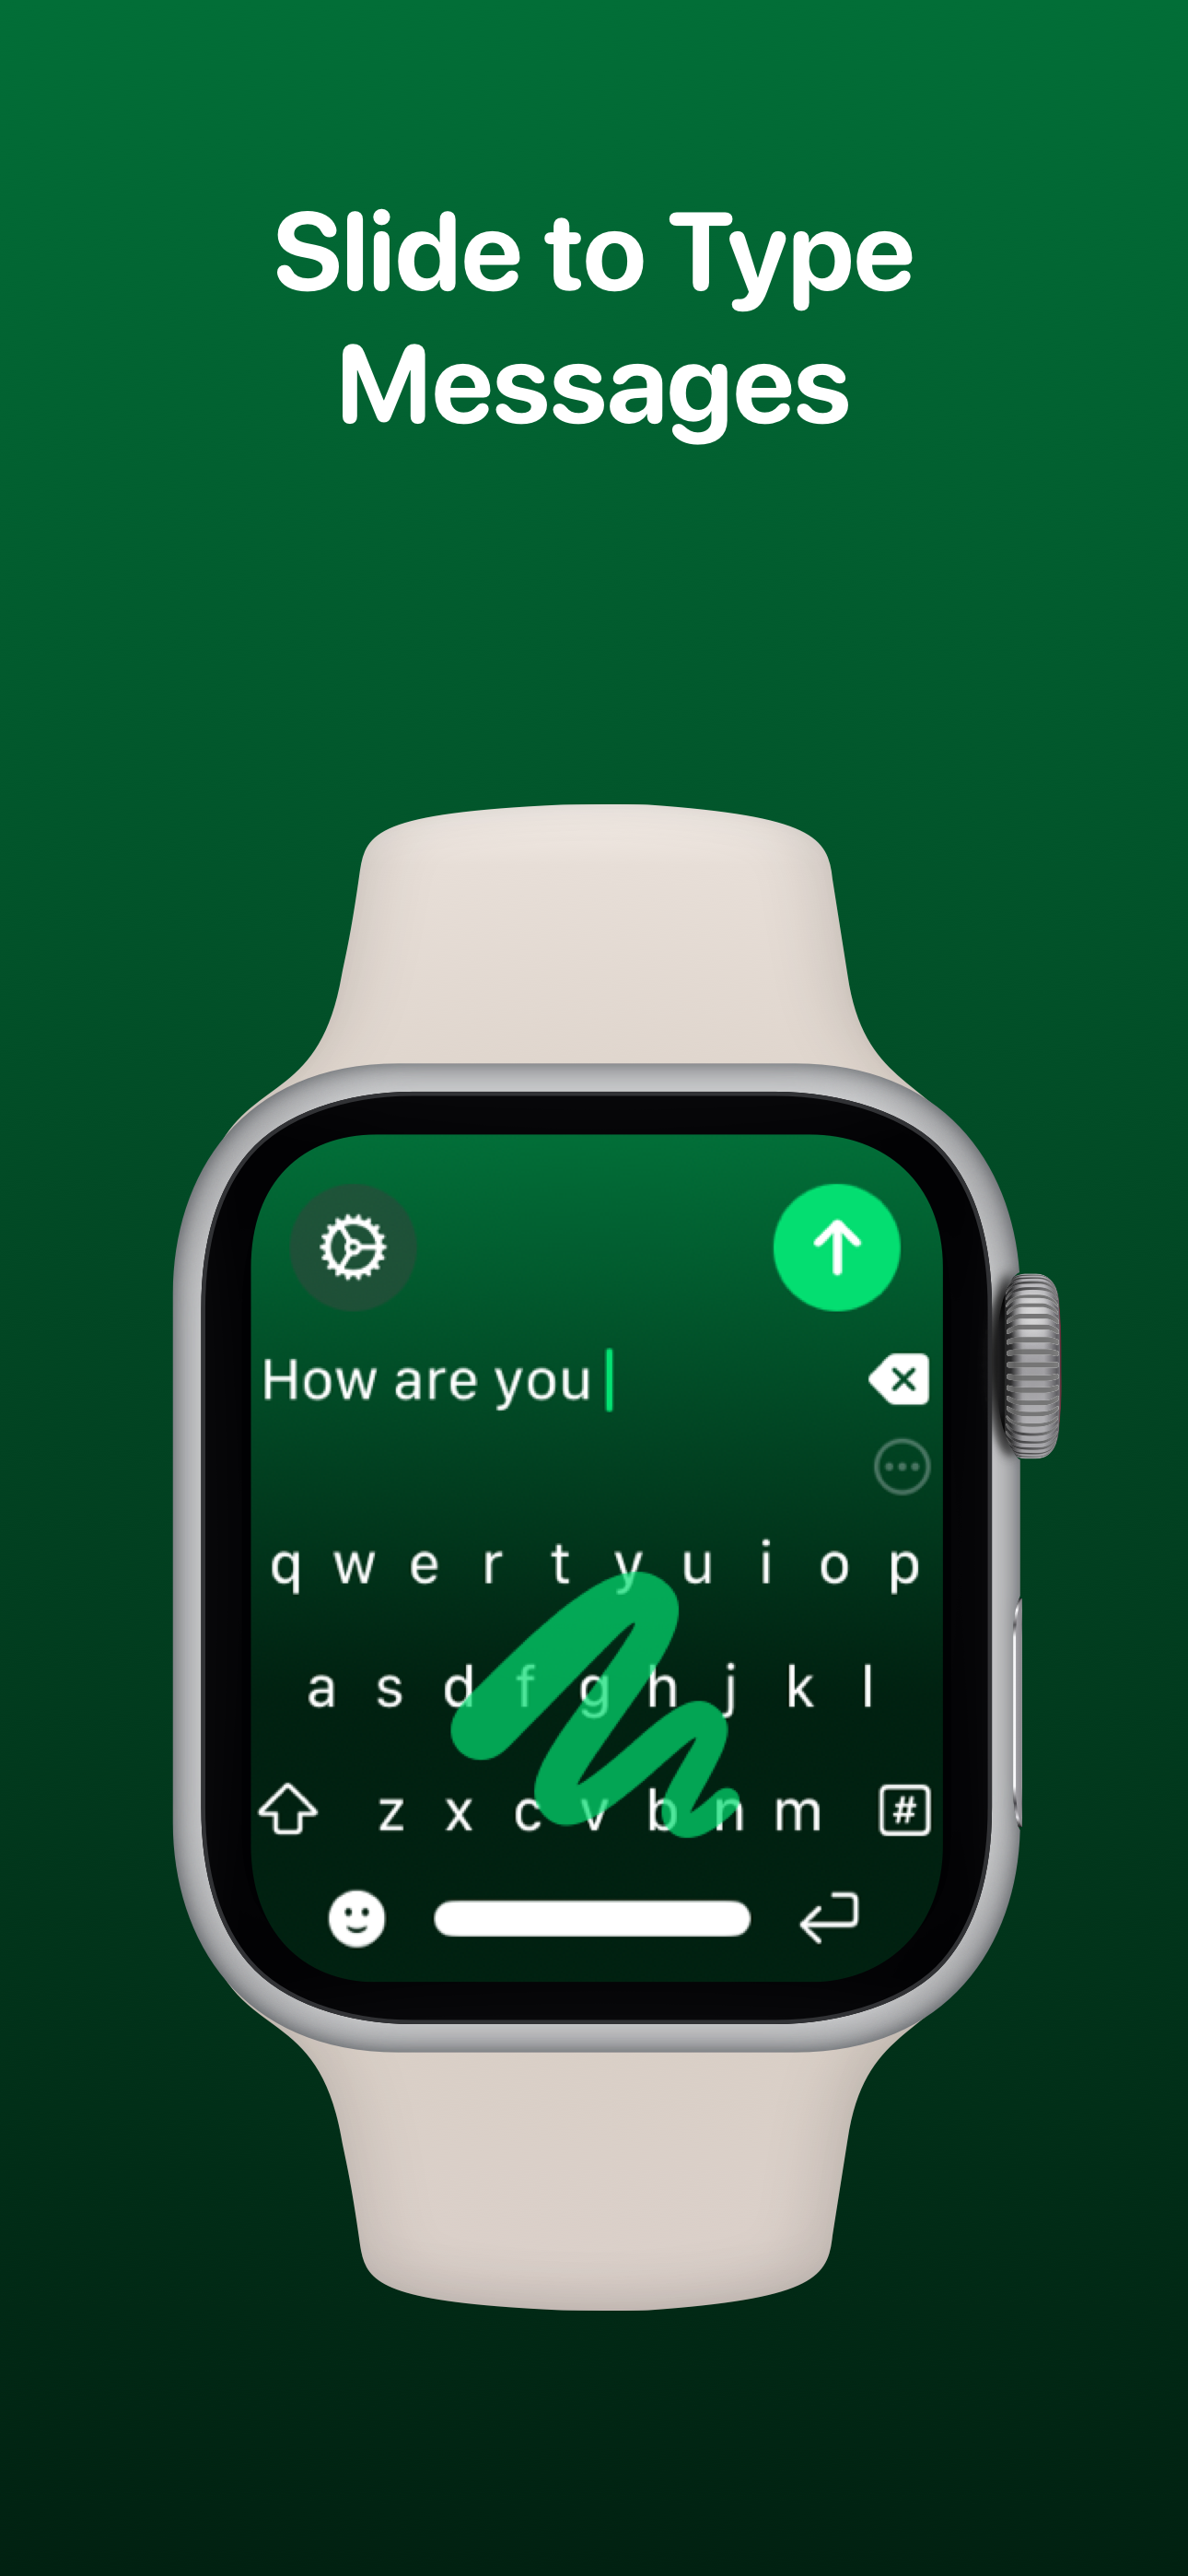 Slide to Type
Messages
How are you
q w e r t y u i o p
a s d f g h j k l
z x c v b n m #